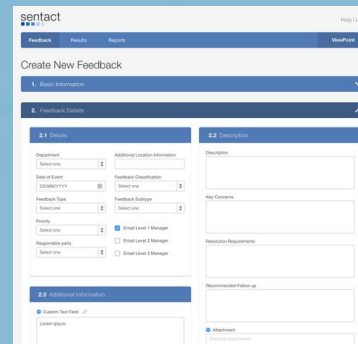 sentact
Help | L
Feedback Results Reports ViewPoint
Create New Feedback
1. Basic Information
2. Feedback Details
2.1 Details
2.2 Description
Department
Additional Location Information
Description
Select one
Date of Event
Feedback Classification
DD/MM/YYYY
Select one
Key Concerns
Feedback Type
Feedback Subtype
Select one
Select one
Priority
Select one
Email Level 1 Manager
Resolution Requirements
Responsible party
Email Level 2 Manager
Select one
Email Level 3 Manager
Recommended Follow up
2.3 Additional Information
Custom Text Field
Lorem ipsum
Attachment